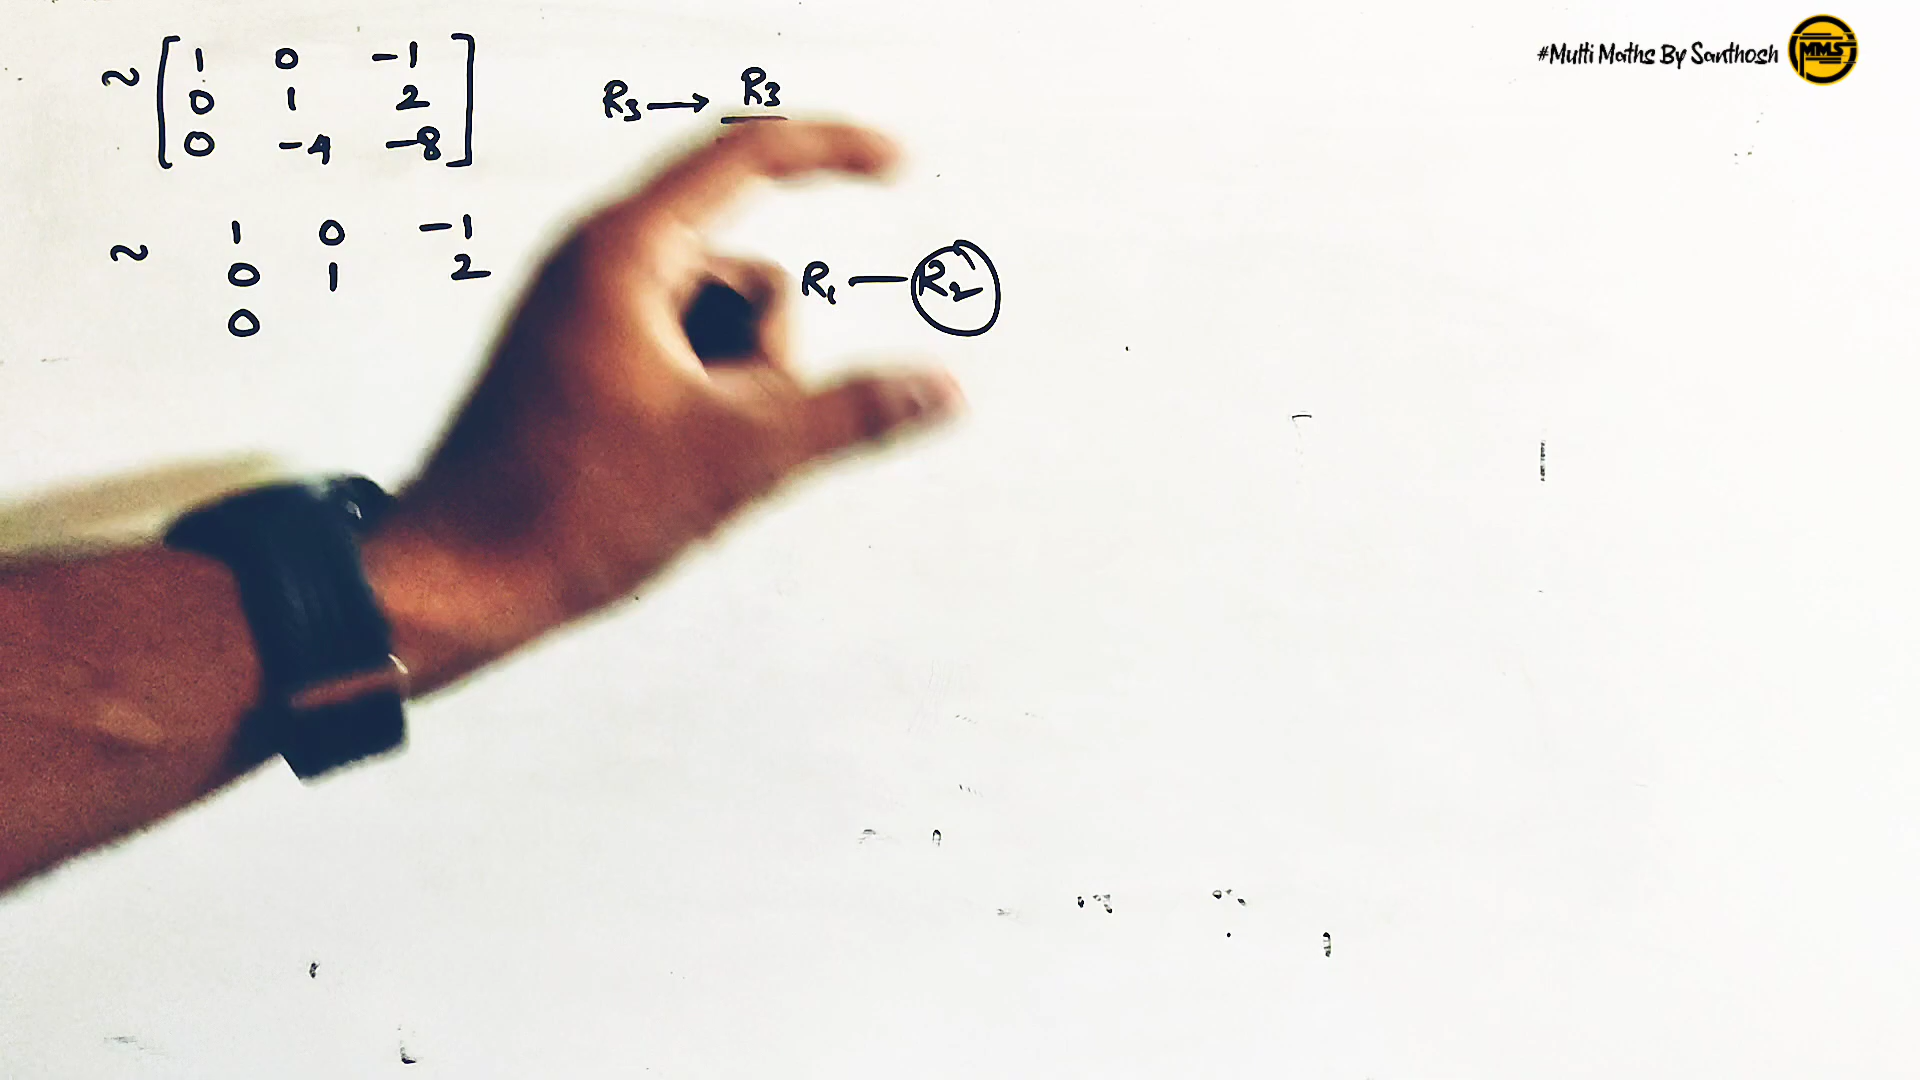 #Multi Maths By Santhosh
MMS
~ [ 1 0 -1
0 1 2
0 -4 -8 ]
R3 → R3
~ 1 0 -1
0 1 2
0
R1 — R2